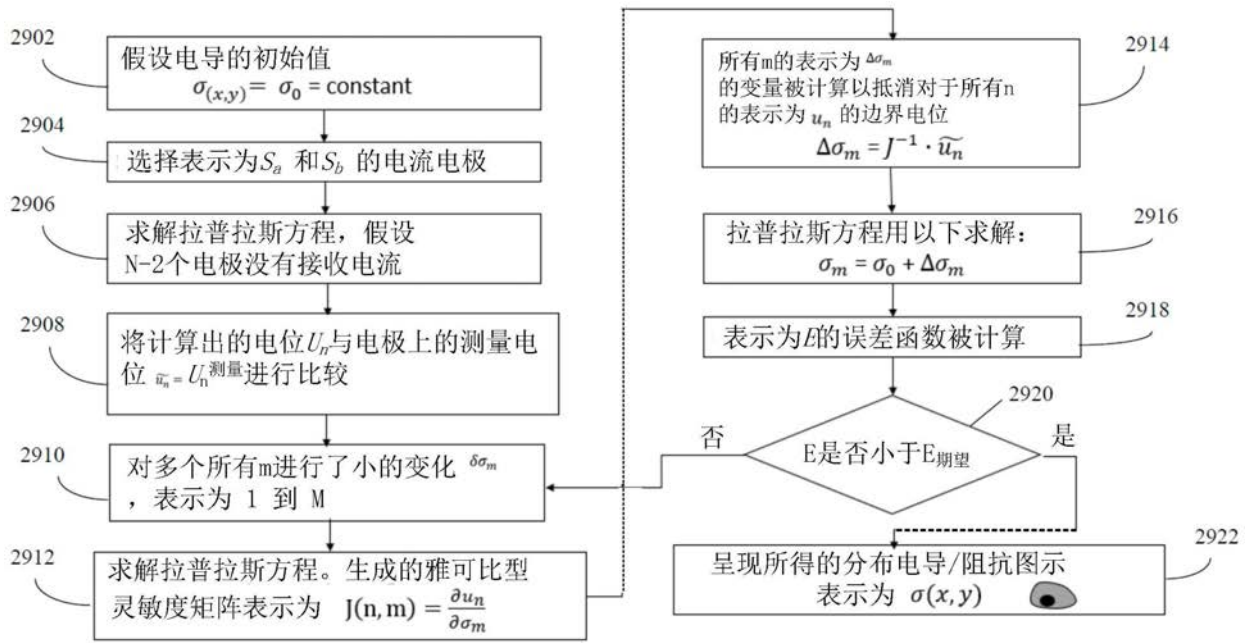 2902
假设电导的初始值
σ(x,y) = σ0 = constant
2904
选择表示为Sa 和Sb 的电流电极
2906
求解拉普拉斯方程，假设
N-2个电极没有接收电流
2908
将计算出的电位Un与电极上的测量电
位 ũn = Un测量进行比较
2910
对多个所有m进行了小的变化 δσm
，表示为 1 到 M
2912
求解拉普拉斯方程。生成的雅可比型
灵敏度矩阵表示为 J(n, m) = ∂un/∂σm
2914
所有m的表示为 Δσm
的变量被计算以抵消对于所有n
的表示为 un 的边界电位
Δσm = J⁻¹ · ũn
2916
拉普拉斯方程用以下求解：
σm = σ0 + Δσm
2918
表示为E的误差函数被计算
2920
否
E是否小于E期望
是
2922
呈现所得的分布电导/阻抗图示
表示为 σ(x, y)